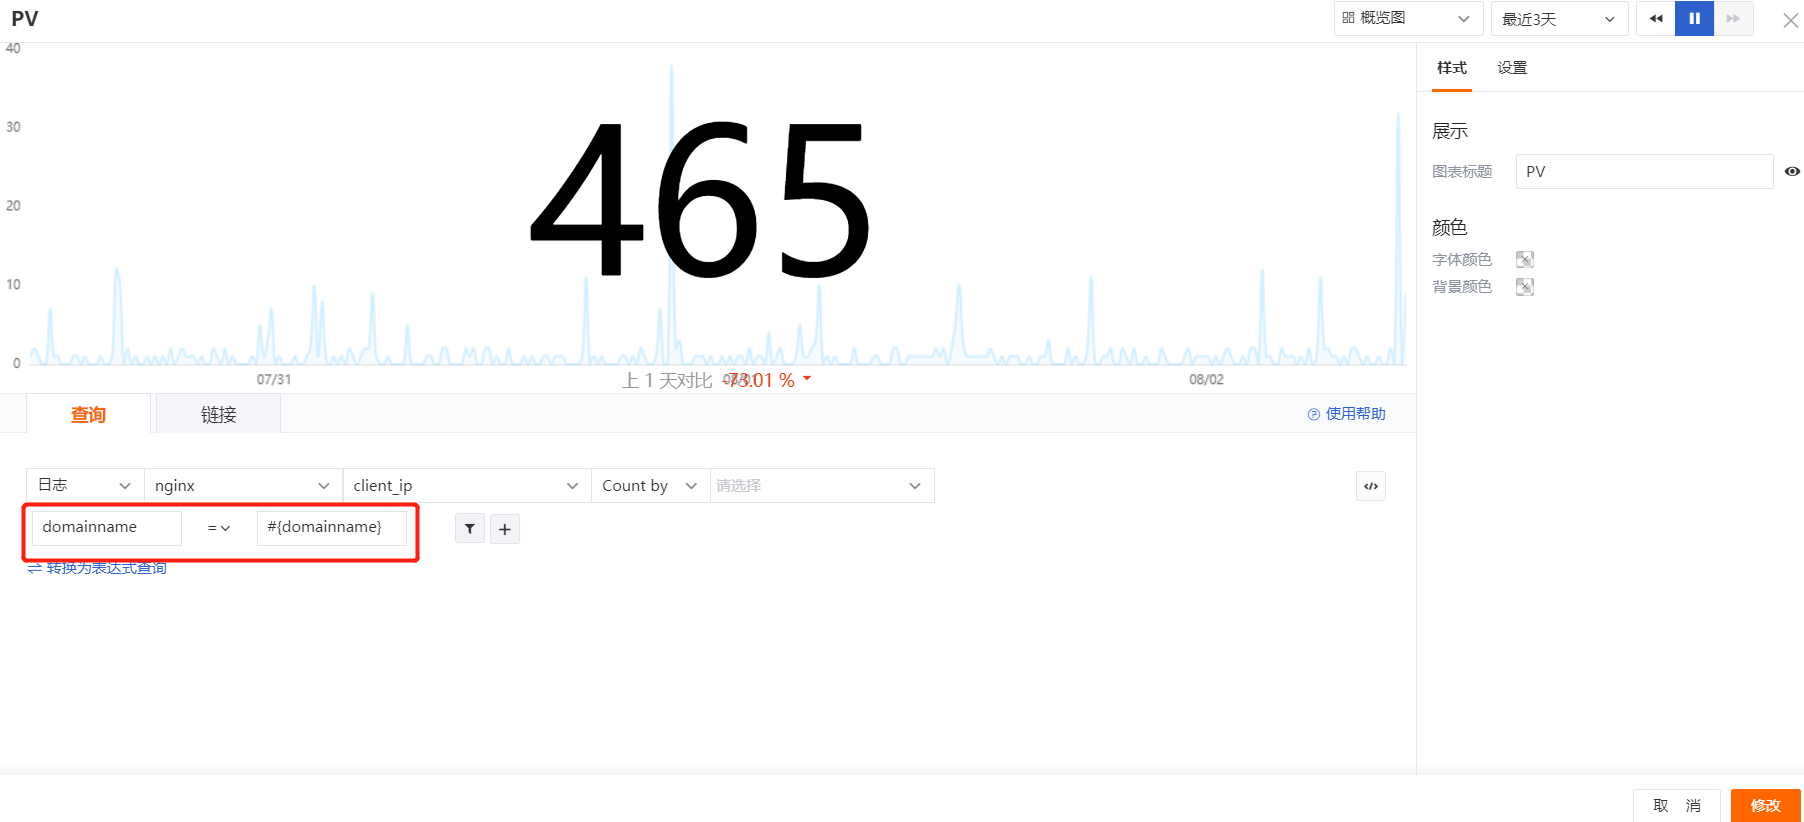 PV
概览图
最近3天
40
30
20
10
0
465
07/31
08/02
上 1 天对比
-73.01 %
样式
设置
展示
图表标题
PV
颜色
字体颜色
背景颜色
查询
链接
使用帮助
日志
nginx
client_ip
Count by
请选择
</>
domainname
=
#{domainname}
+
转换为表达式查询
取 消
修改